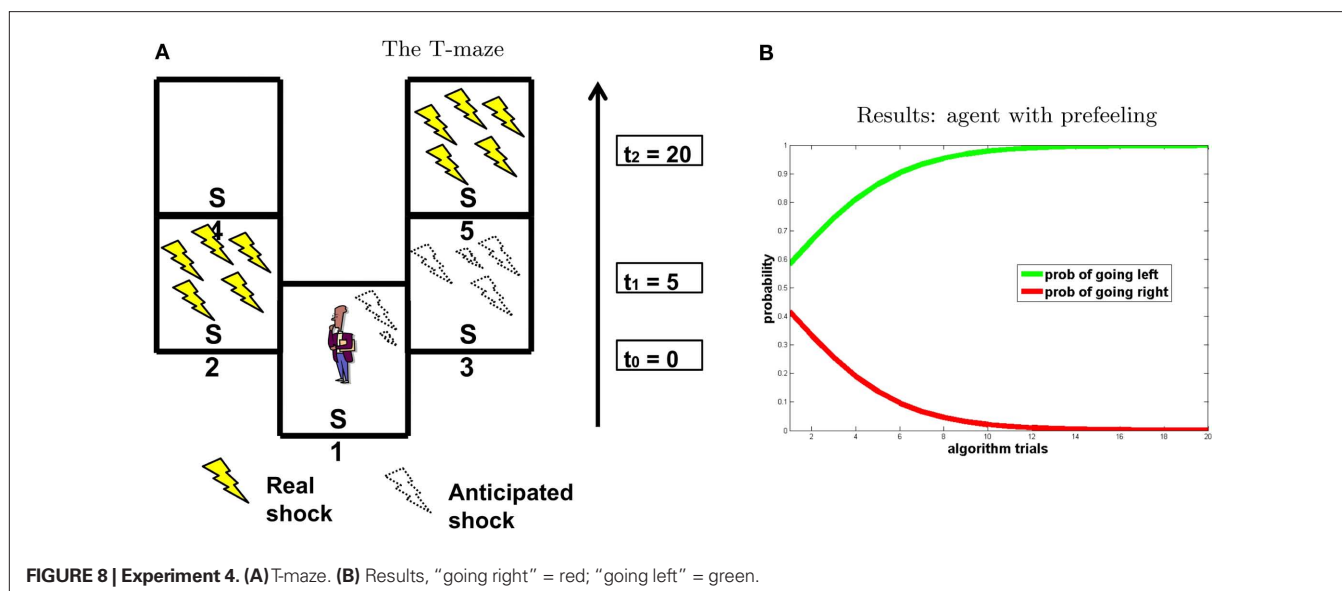 A
The T-maze
S
4
S
2
S
1
S
5
S
3
t2 = 20
t1 = 5
t0 = 0
Real
shock
Anticipated
shock
B
Results: agent with prefeeling
1
0.9
0.8
0.7
0.6
0.5
0.4
0.3
0.2
0.1
0
probability
prob of going left
prob of going right
2 4 6 8 10 12 14 16 18 20
algorithm trials
FIGURE 8 | Experiment 4. (A) T-maze. (B) Results, “going right” = red; “going left” = green.